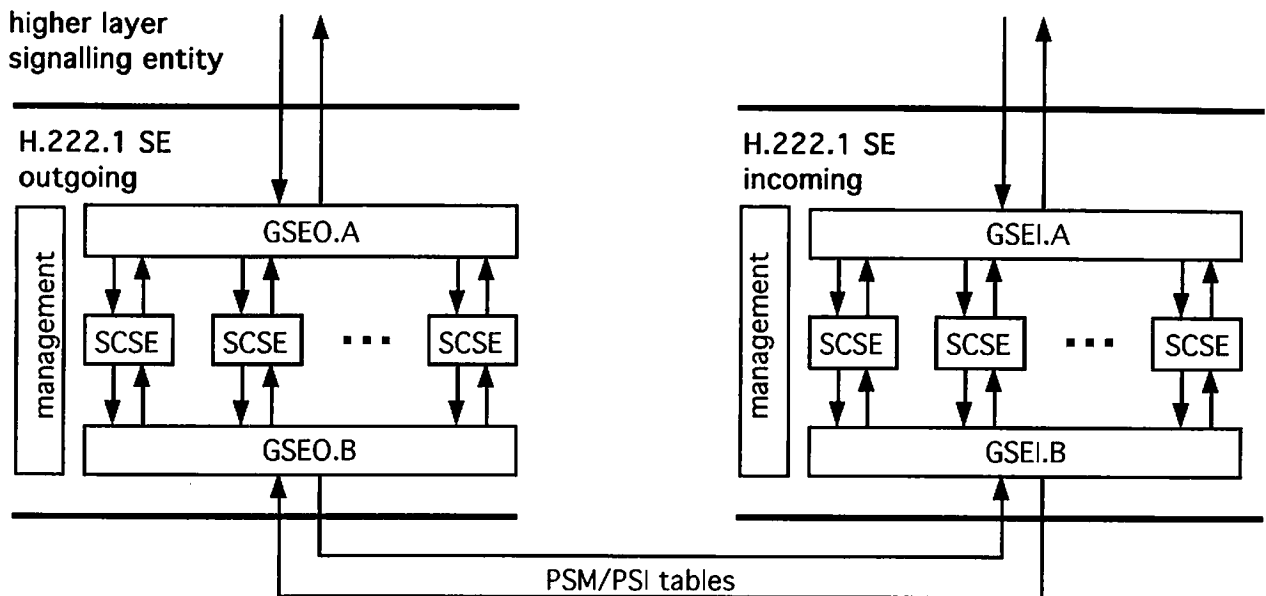 higher layer
signalling entity
H.222.1 SE
outgoing
management
GSEO.A
SCSE
SCSE
SCSE
GSEO.B
H.222.1 SE
incoming
management
GSEI.A
SCSE
SCSE
SCSE
GSEI.B
PSM/PSI tables